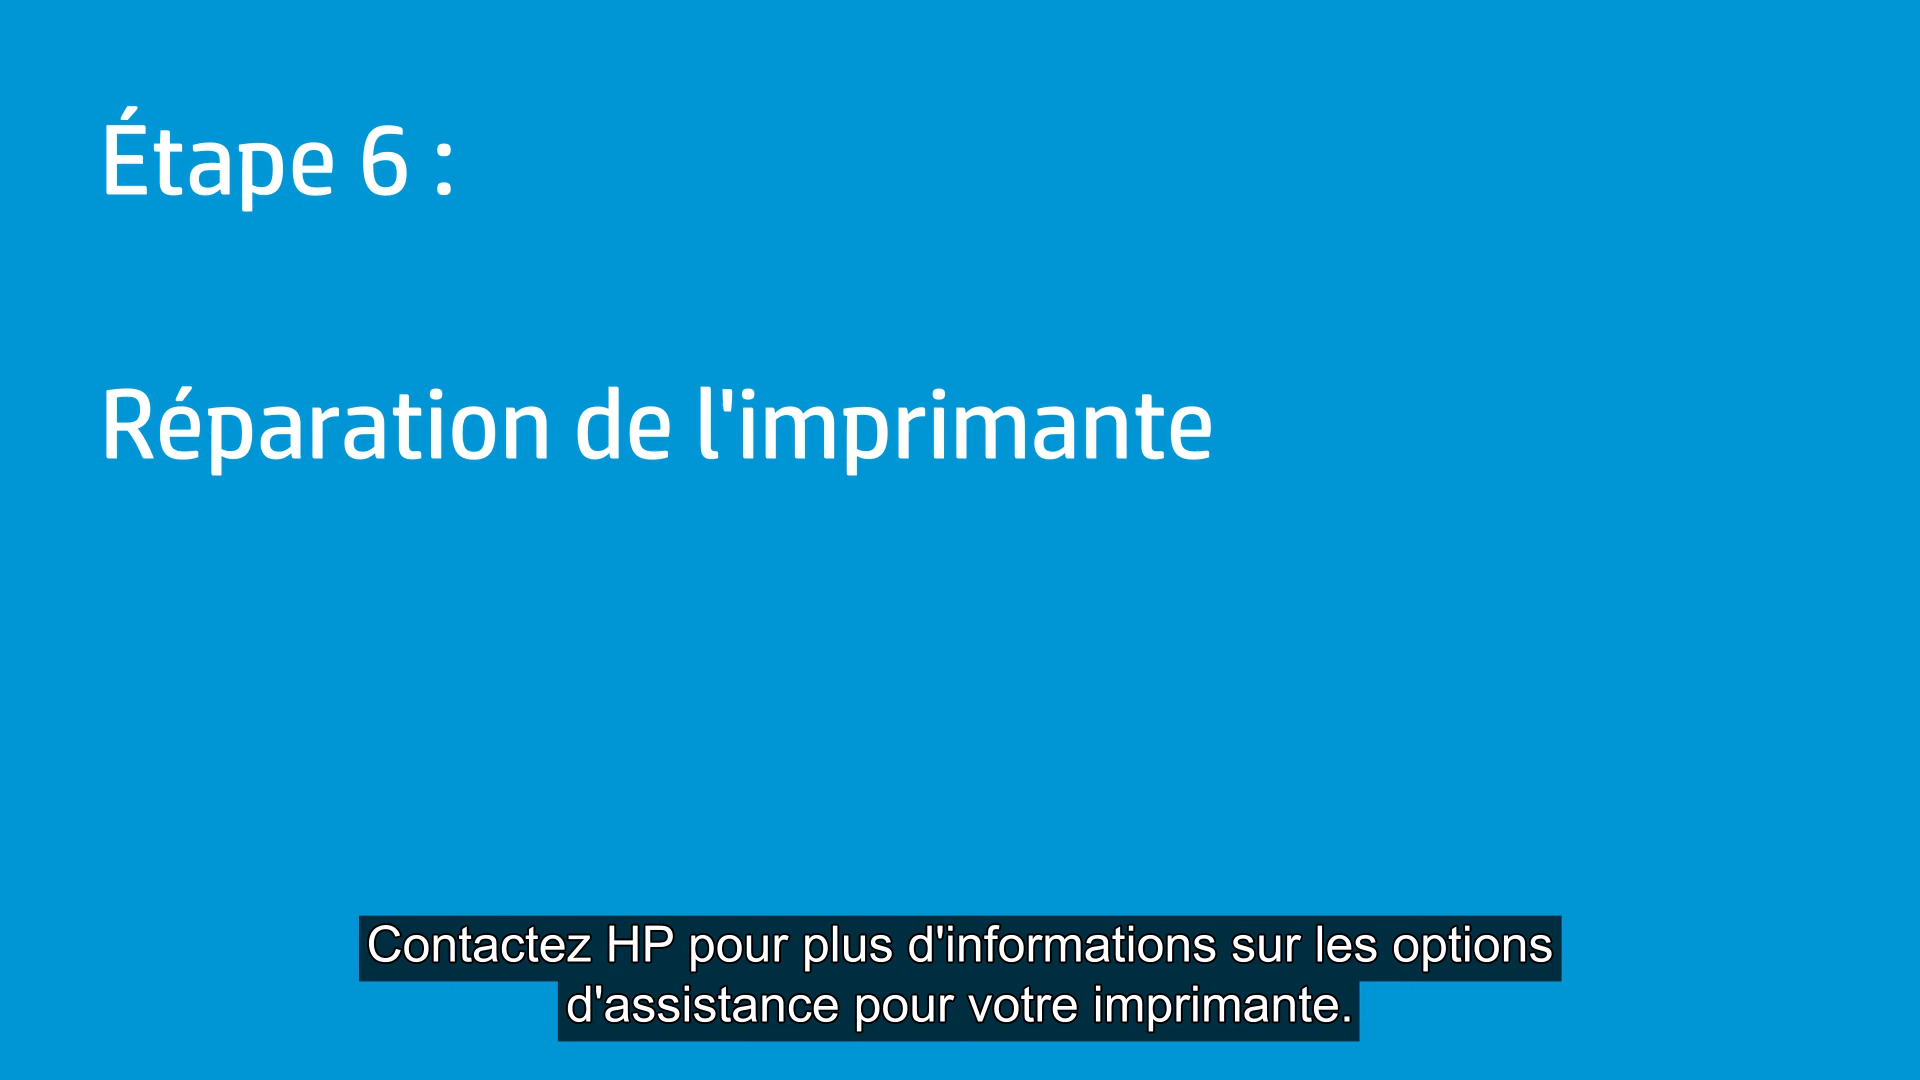 Étape 6 :
Réparation de l'imprimante
Contactez HP pour plus d'informations sur les options
d'assistance pour votre imprimante.